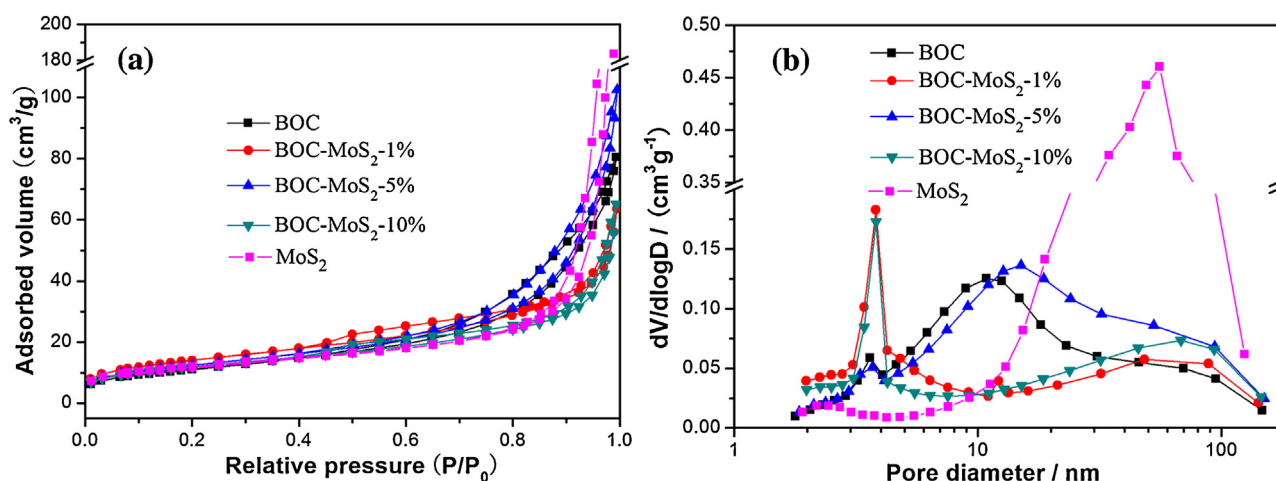 (a)
BOC
BOC-MoS₂-1%
BOC-MoS₂-5%
BOC-MoS₂-10%
MoS₂
Adsorbed volume (cm³/g)
200
180
100
80
60
40
20
0
0.0 0.2 0.4 0.6 0.8 1.0
Relative pressure (P/P₀)
(b)
BOC
BOC-MoS₂-1%
BOC-MoS₂-5%
BOC-MoS₂-10%
MoS₂
dV/dlogD / (cm³g⁻¹)
0.50
0.45
0.40
0.35
0.15
0.10
0.05
0.00
1 10 100
Pore diameter / nm